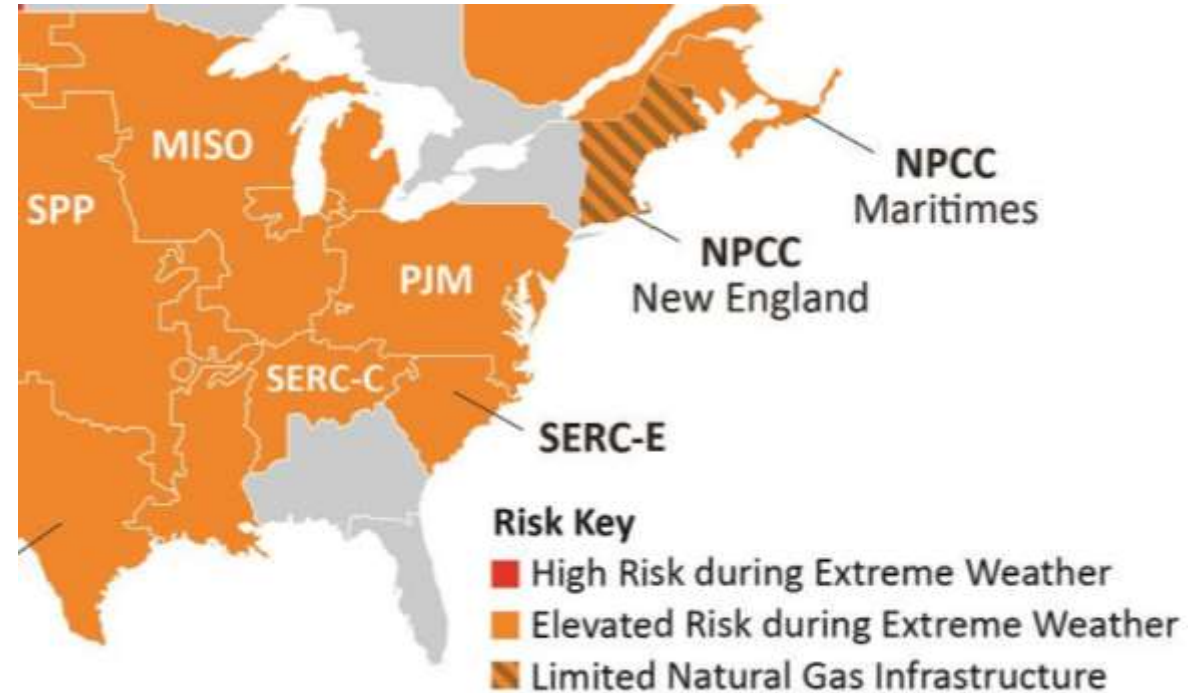 MISO
SPP
NPCC
Maritimes
NPCC
New England
PJM
SERC-C
SERC-E
Risk Key
High Risk during Extreme Weather
Elevated Risk during Extreme Weather
Limited Natural Gas Infrastructure